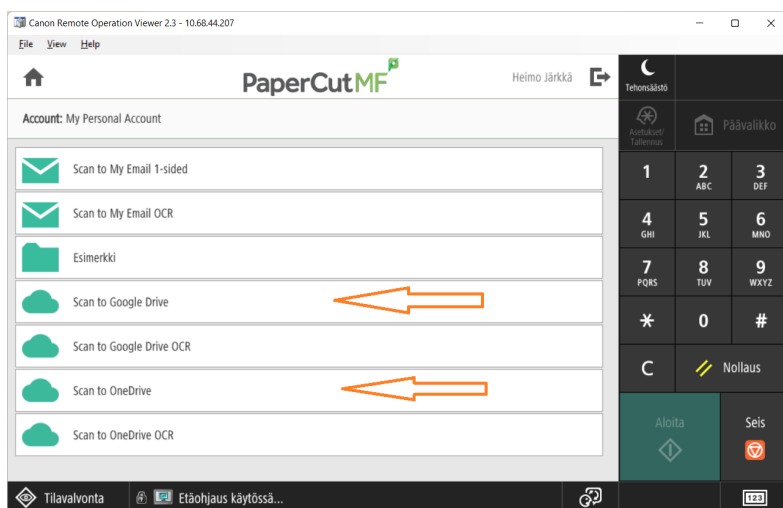 Canon Remote Operation Viewer 2.3 - 10.68.44.207
File View Help
PaperCutMF
Heimo Järkkä
Account: My Personal Account
Scan to My Email 1-sided
Scan to My Email OCR
Esimerkki
Scan to Google Drive
Scan to Google Drive OCR
Scan to OneDrive
Scan to OneDrive OCR
Tilavalvonta
Etäohjaus käytössä...
Tehonsäästö
Asetukset/
Tallennus
Päävalikko
1 2 3
ABC DEF
4 5 6
GHI JKL MNO
7 8 9
PQRS TUV WXYZ
* 0 #
C Nollaus
Aloita Seis
123